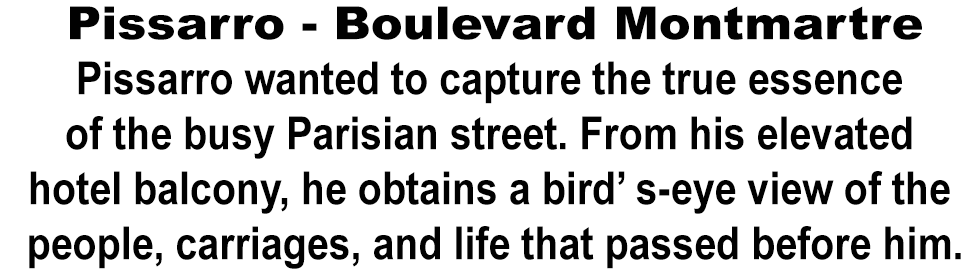 Pissarro - Boulevard Montmartre
Pissarro wanted to capture the true essence
of the busy Parisian street. From his elevated
hotel balcony, he obtains a bird’ s-eye view of the
people, carriages, and life that passed before him.